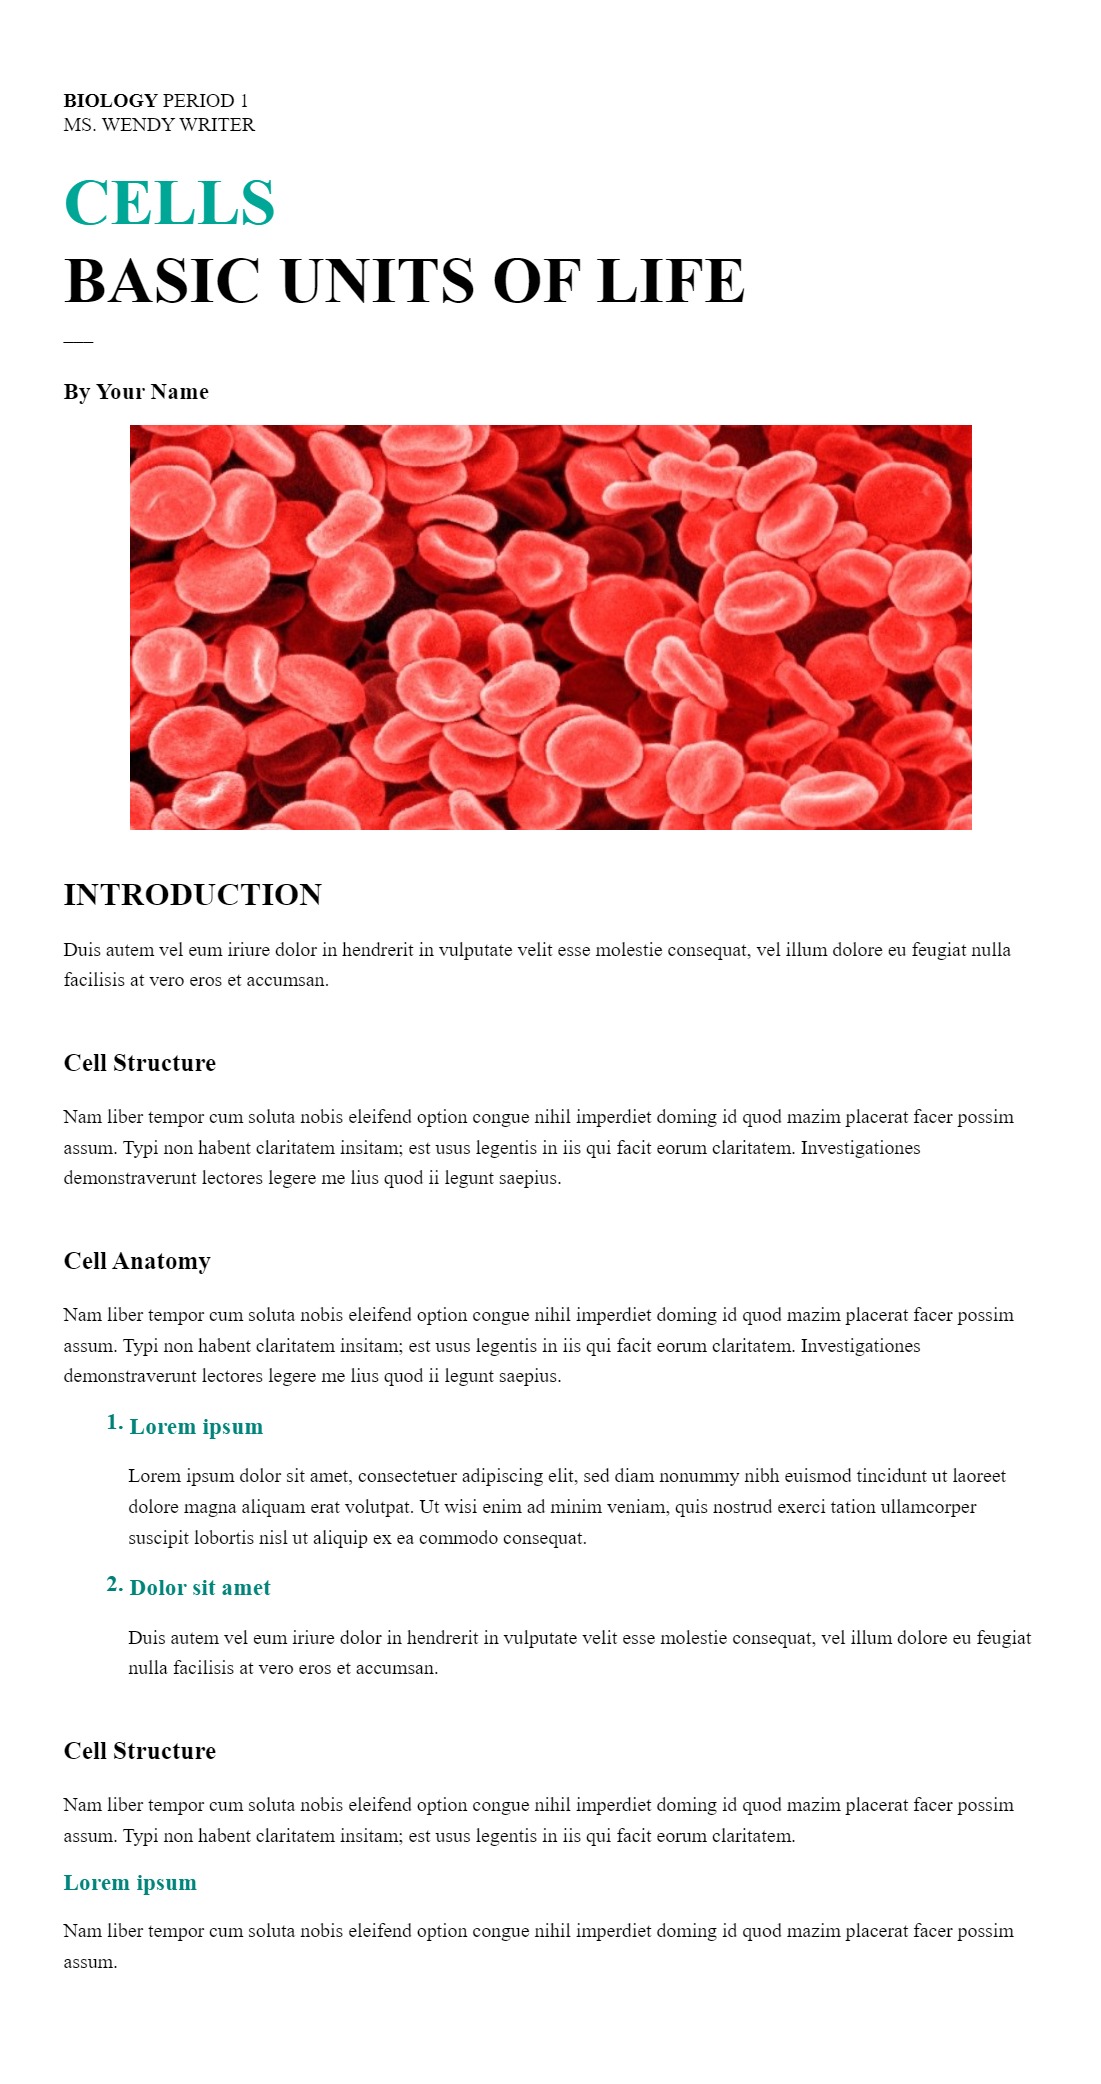 BIOLOGY PERIOD 1
MS. WENDY WRITER
CELLS
BASIC UNITS OF LIFE
By Your Name
INTRODUCTION
Duis autem vel eum iriure dolor in hendrerit in vulputate velit esse molestie consequat, vel illum dolore eu feugiat nulla
facilisis at vero eros et accumsan.
Cell Structure
Nam liber tempor cum soluta nobis eleifend option congue nihil imperdiet doming id quod mazim placerat facer possim
assum. Typi non habent claritatem insitam; est usus legentis in iis qui facit eorum claritatem. Investigationes
demonstraverunt lectores legere me lius quod ii legunt saepius.
Cell Anatomy
Nam liber tempor cum soluta nobis eleifend option congue nihil imperdiet doming id quod mazim placerat facer possim
assum. Typi non habent claritatem insitam; est usus legentis in iis qui facit eorum claritatem. Investigationes
demonstraverunt lectores legere me lius quod ii legunt saepius.
1. Lorem ipsum
Lorem ipsum dolor sit amet, consectetuer adipiscing elit, sed diam nonummy nibh euismod tincidunt ut laoreet
dolore magna aliquam erat volutpat. Ut wisi enim ad minim veniam, quis nostrud exerci tation ullamcorper
suscipit lobortis nisl ut aliquip ex ea commodo consequat.
2. Dolor sit amet
Duis autem vel eum iriure dolor in hendrerit in vulputate velit esse molestie consequat, vel illum dolore eu feugiat
nulla facilisis at vero eros et accumsan.
Cell Structure
Nam liber tempor cum soluta nobis eleifend option congue nihil imperdiet doming id quod mazim placerat facer possim
assum. Typi non habent claritatem insitam; est usus legentis in iis qui facit eorum claritatem.
Lorem ipsum
Nam liber tempor cum soluta nobis eleifend option congue nihil imperdiet doming id quod mazim placerat facer possim
assum.